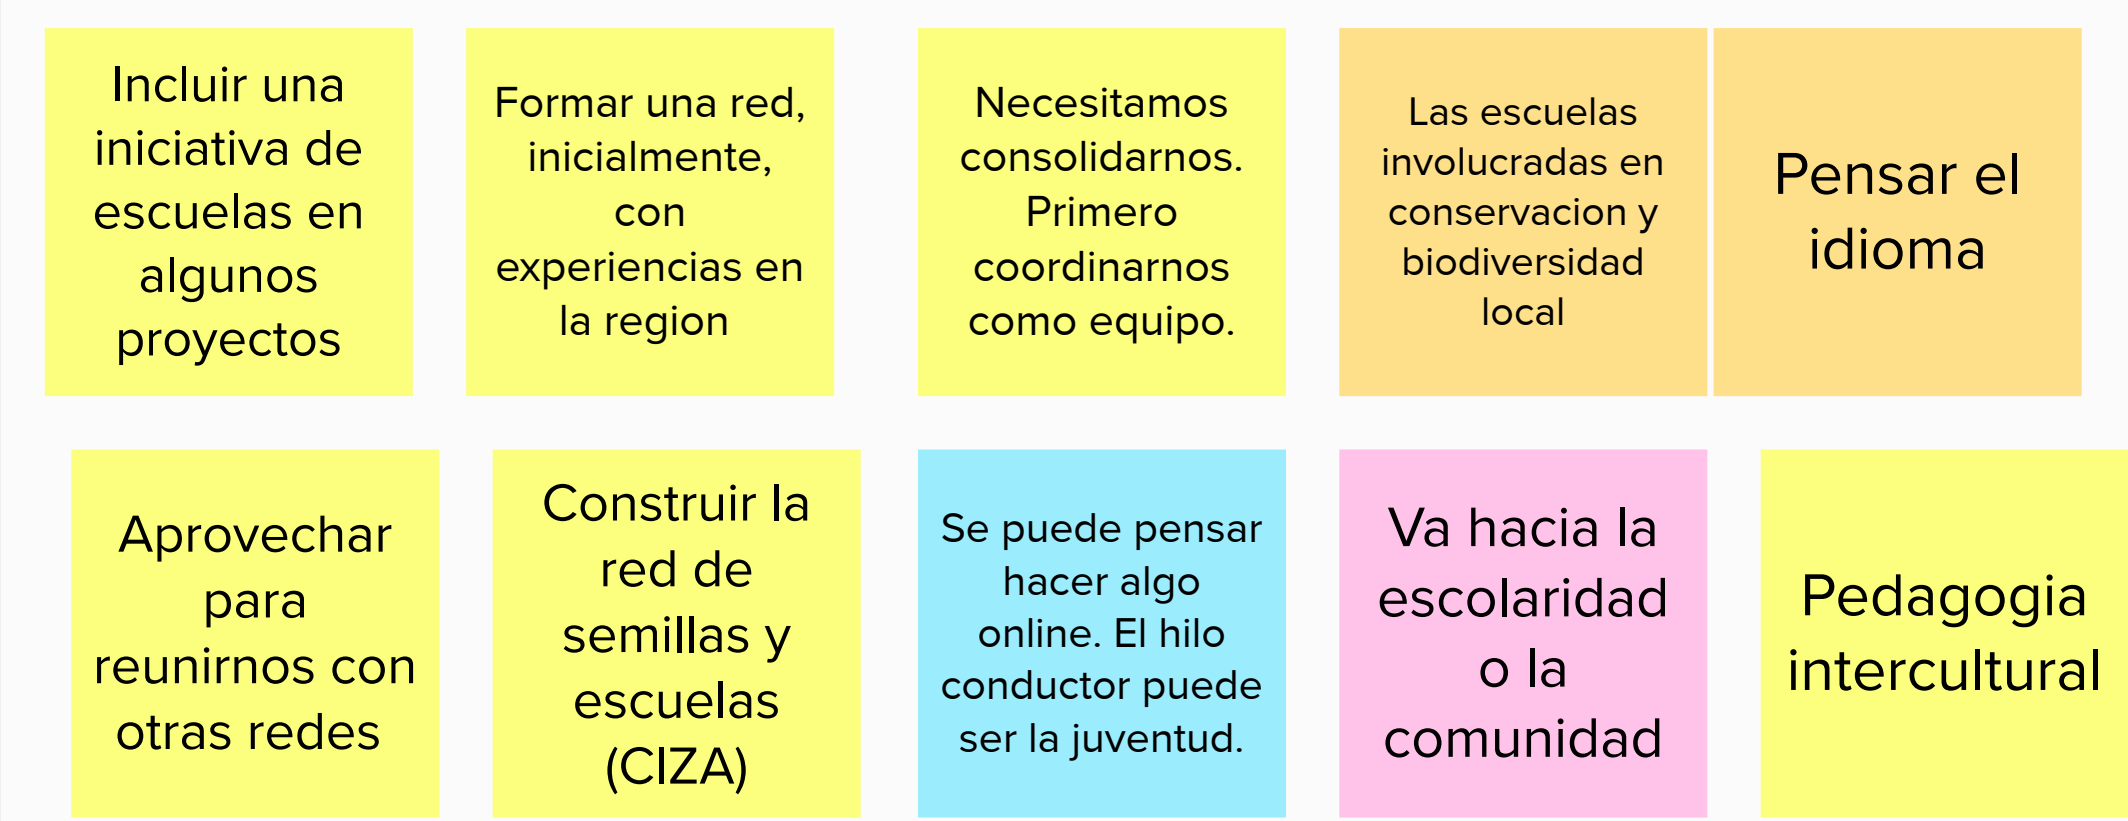 Incluir una
iniciativa de
escuelas en
algunos
proyectos
Formar una red,
inicialmente,
con
experiencias en
la region
Necesitamos
consolidarnos.
Primero
coordinarnos
como equipo.
Las escuelas
involucradas en
conservacion y
biodiversidad
local
Pensar el
idioma
Aprovechar
para
reunirnos con
otras redes
Construir la
red de
semillas y
escuelas
(CIZA)
Se puede pensar
hacer algo
online. El hilo
conductor puede
ser la juventud.
Va hacia la
escolaridad
o la
comunidad
Pedagogia
intercultural